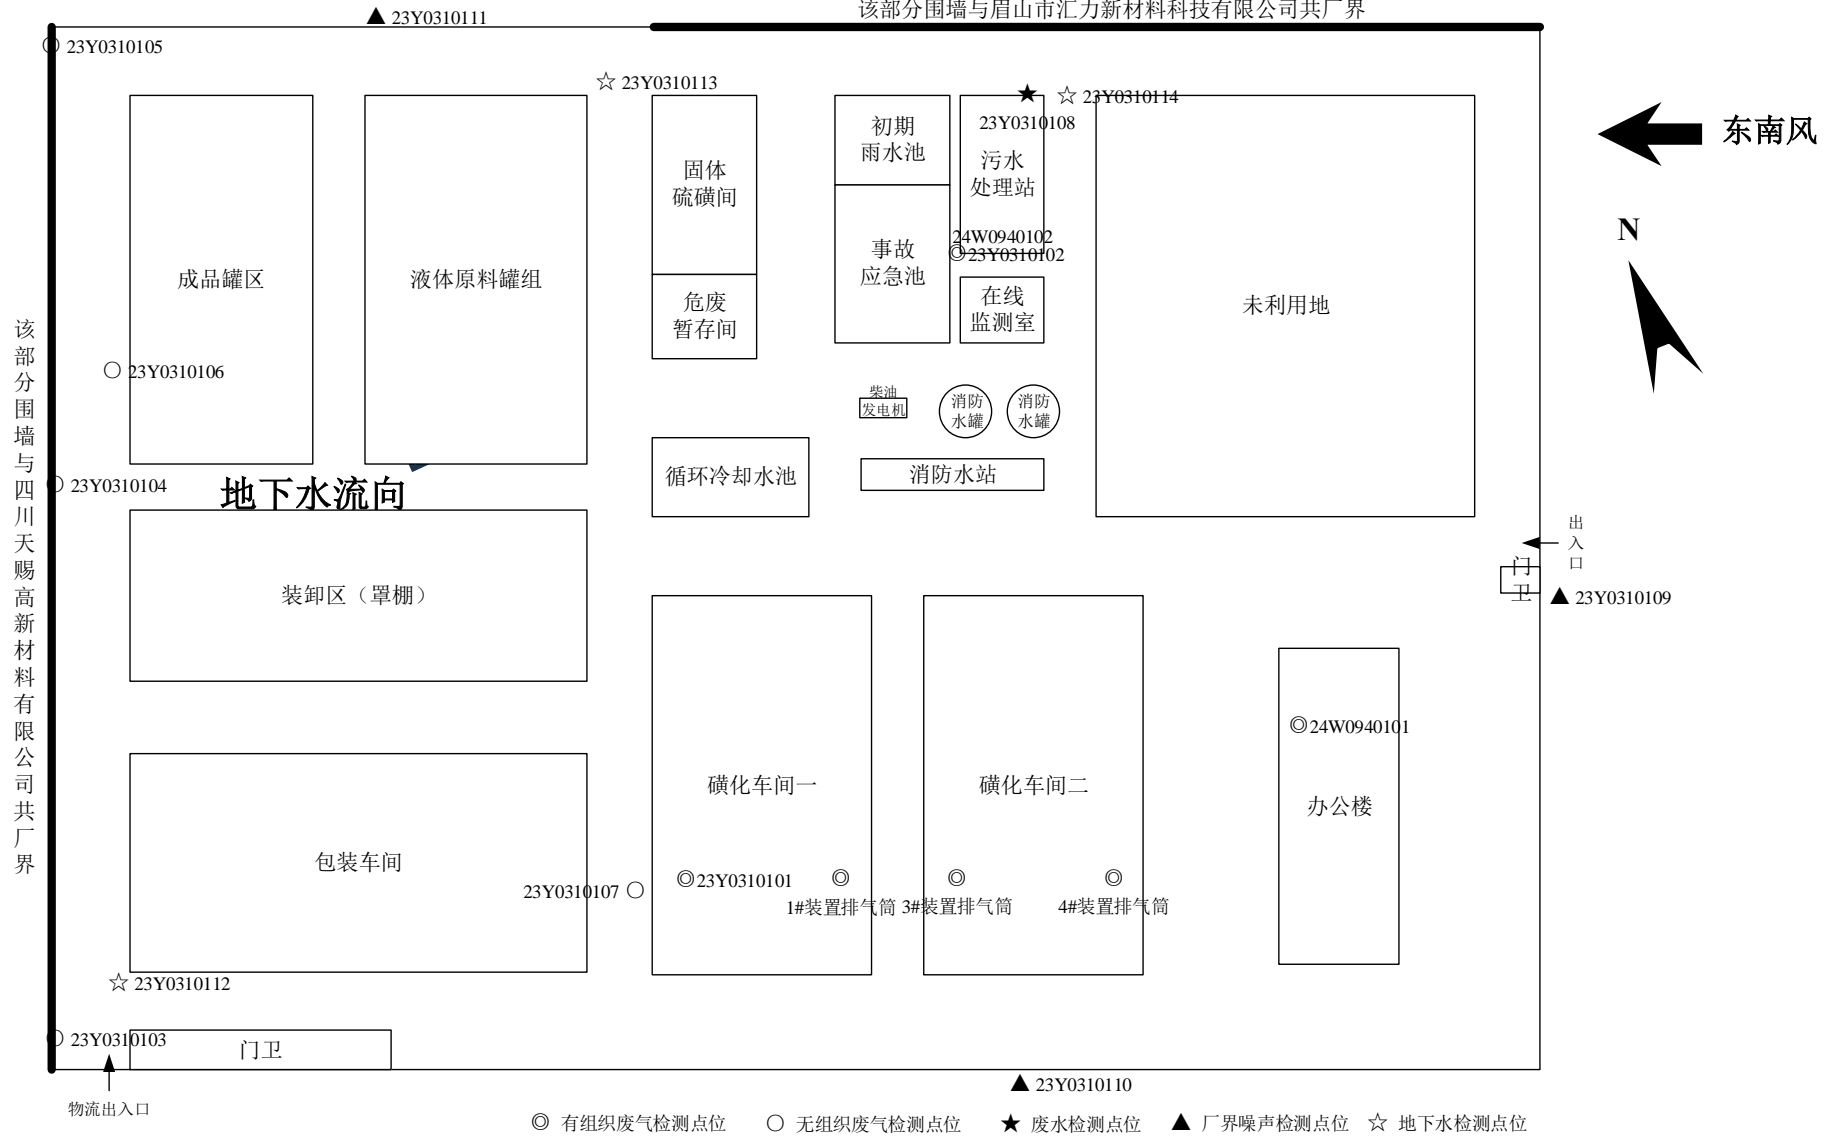 该部分围墙与眉山市汇力新材料科技有限公司共厂界
▲ 23Y0310111
23Y0310105
☆ 23Y0310113
★ ☆ 23Y0310114
23Y0310108
东南风
N
初期
雨水池
污水
处理站
固体
硫磺间
24W0940102
◎23Y0310102
事故
应急池
成品罐区
液体原料罐组
在线
监测室
危废
暂存间
未利用地
○ 23Y0310106
柴油
发电机
消防
水罐
消防
水罐
循环冷却水池
消防水站
○ 23Y0310104
地下水流向
该部分围墙与四川天赐高新材料有限公司共厂界
出入口
门卫
▲ 23Y0310109
装卸区（罩棚）
◎24W0940101
磺化车间一
磺化车间二
办公楼
包装车间
23Y0310107 ○
◎23Y0310101
◎
◎
◎
1#装置排气筒
3#装置排气筒
4#装置排气筒
☆ 23Y0310112
○ 23Y0310103
门卫
物流出入口
▲ 23Y0310110
◎ 有组织废气检测点位 ○ 无组织废气检测点位 ★ 废水检测点位 ▲ 厂界噪声检测点位 ☆ 地下水检测点位